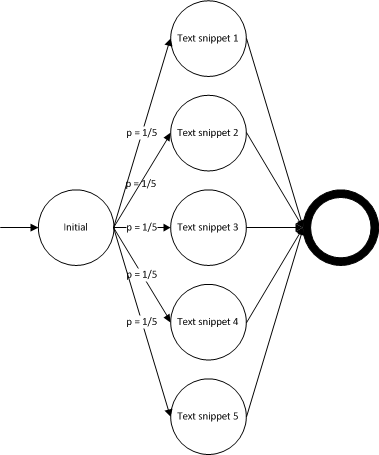 Text snippet 1
p = 1/5
Text snippet 2
p = 1/5
Initial
p = 1/5
Text snippet 3
p = 1/5
Text snippet 4
p = 1/5
Text snippet 5